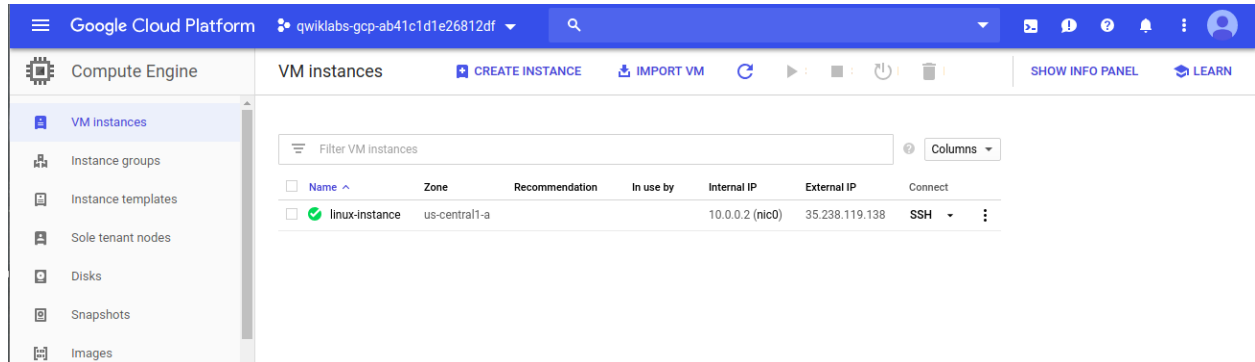 Google Cloud Platform qwiklabs-gcp-ab41c1d1e26812df
Compute Engine
VM instances CREATE INSTANCE IMPORT VM SHOW INFO PANEL LEARN
VM instances
Instance groups
Instance templates
Sole tenant nodes
Disks
Snapshots
Images
Filter VM instances Columns
Name Zone Recommendation In use by Internal IP External IP Connect
linux-instance us-central1-a 10.0.0.2 (nic0) 35.238.119.138 SSH